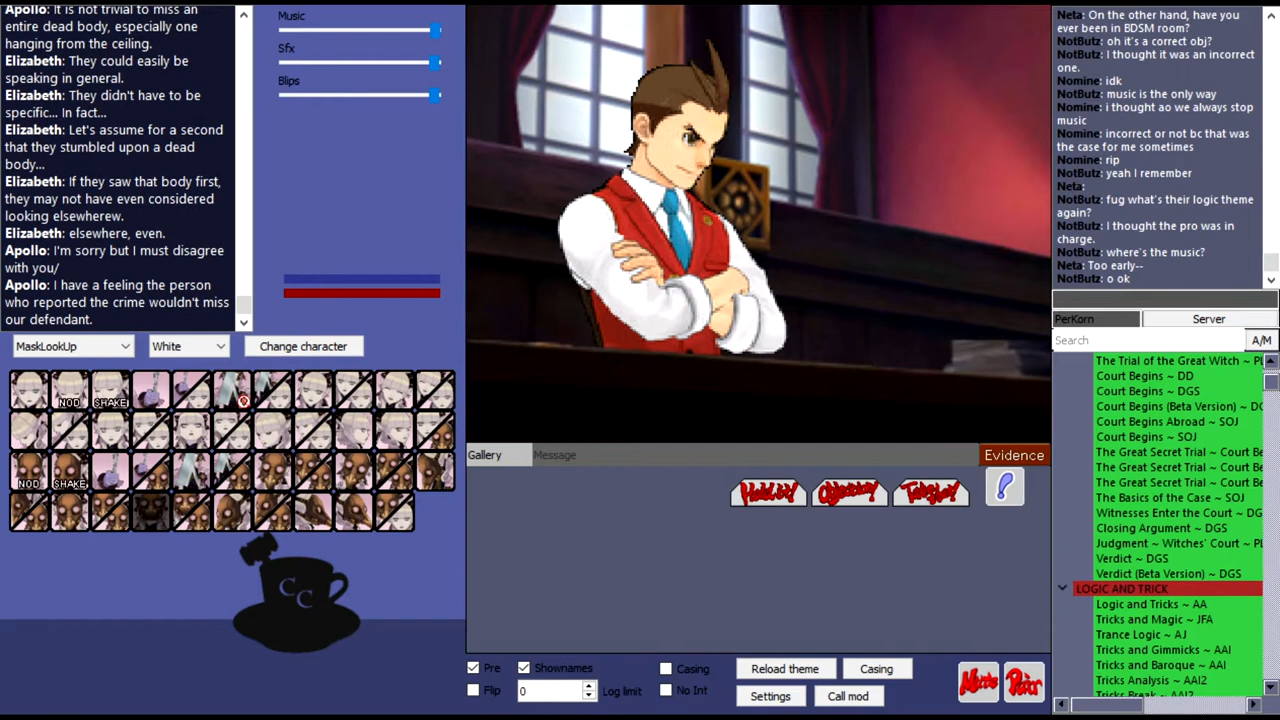 Apollo: It is not trivial to miss an
entire dead body, especially one
hanging from the ceiling.
Elizabeth: They could easily be
speaking in general.
Elizabeth: They didn't have to be
specific... In fact...
Elizabeth: Let's assume for a second
that they stumbled upon a dead
body...
Elizabeth: If they saw that body first,
they may not have even considered
looking elsewherew.
Elizabeth: elsewhere, even.
Apollo: I'm sorry but I must disagree
with you/
Apollo: I have a feeling the person
who reported the crime wouldn't miss
our defendant.
MaskLookUp
White
Change character
NOD
SHAKE
NOD
SHAKE
CC
Music
Sfx
Blips
Gallery
Message
Evidence
Hold it!
Objection!
Take that!
Pre
Shownames
Casing
Reload theme
Casing
Flip
0
Log limit
No Int
Settings
Call mod
Mute
Pair
Neta: On the other hand, have you
ever been in BDSM room?
NotButz: oh it's a correct obj?
NotButz: I thought it was an incorrect
one.
Nomine: idk
NotButz: music is the only way
Nomine: i thought ao we always stop
music
Nomine: incorrect or not bc that was
the case for me sometimes
Nomine: rip
NotButz: yeah I remember
Neta:
NotButz: fug what's their logic theme
again?
NotButz: I thought the pro was in
charge.
NotButz: where's the music?
Neta: Too early--
NotButz: o ok
PerKorn
Server
Search
A/M
The Trial of the Great Witch ~ PL
Court Begins ~ DD
Court Begins ~ DGS
Court Begins (Beta Version) ~ DG
Court Begins Abroad ~ SOJ
Court Begins ~ SOJ
The Great Secret Trial ~ Court Be
The Great Secret Trial ~ Court Be
The Great Secret Trial ~ Court Be
The Basics of the Case ~ SOJ
Witnesses Enter the Court ~ DG
Closing Argument ~ DGS
Judgment ~ Witches' Court ~ PL
Verdict ~ DGS
Verdict (Beta Version) ~ DGS
LOGIC AND TRICK
Logic and Tricks ~ AA
Tricks and Magic ~ JFA
Trance Logic ~ AJ
Tricks and Gimmicks ~ AAI
Tricks and Baroque ~ AAI
Tricks Analysis ~ AAI2
Tricks Break ~ AAI2